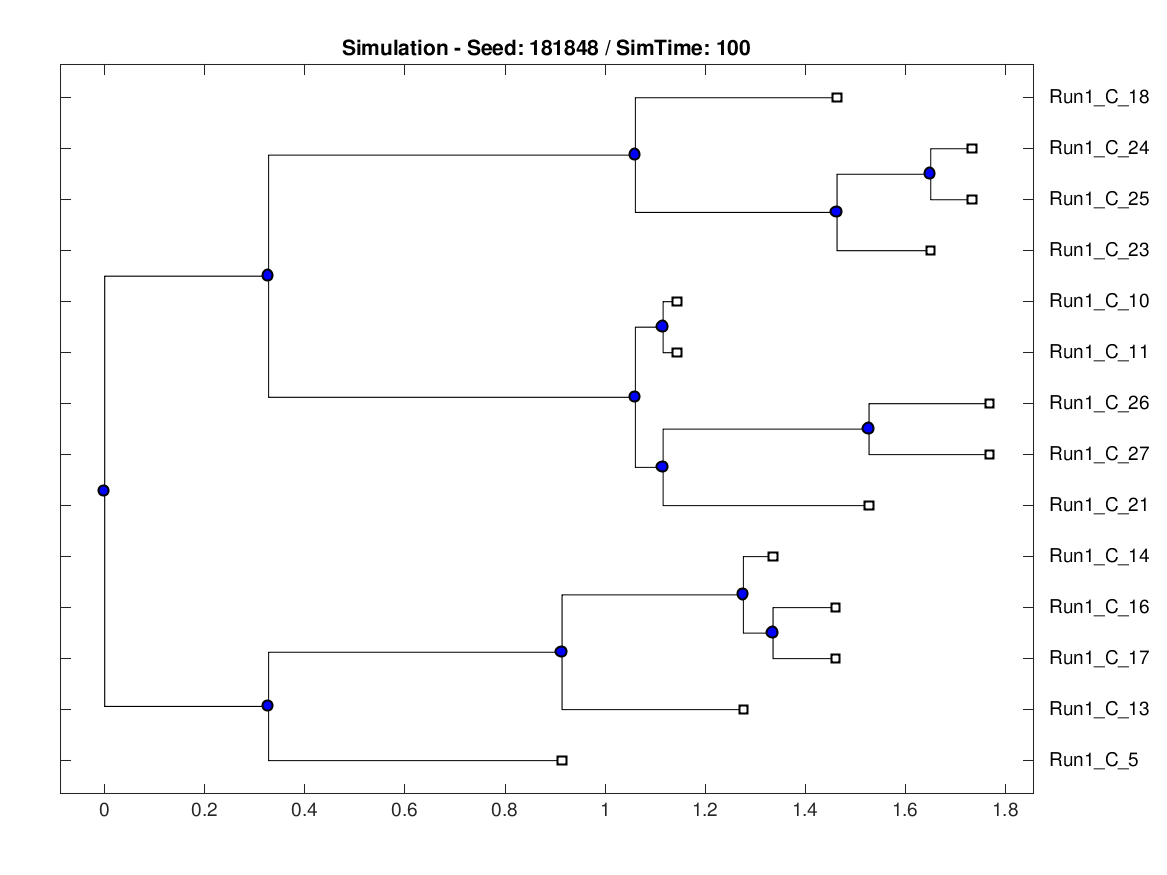 Simulation - Seed: 181848 / SimTime: 100
Run1_C_18
Run1_C_24
Run1_C_25
Run1_C_23
Run1_C_10
Run1_C_11
Run1_C_26
Run1_C_27
Run1_C_21
Run1_C_14
Run1_C_16
Run1_C_17
Run1_C_13
Run1_C_5
0 0.2 0.4 0.6 0.8 1 1.2 1.4 1.6 1.8